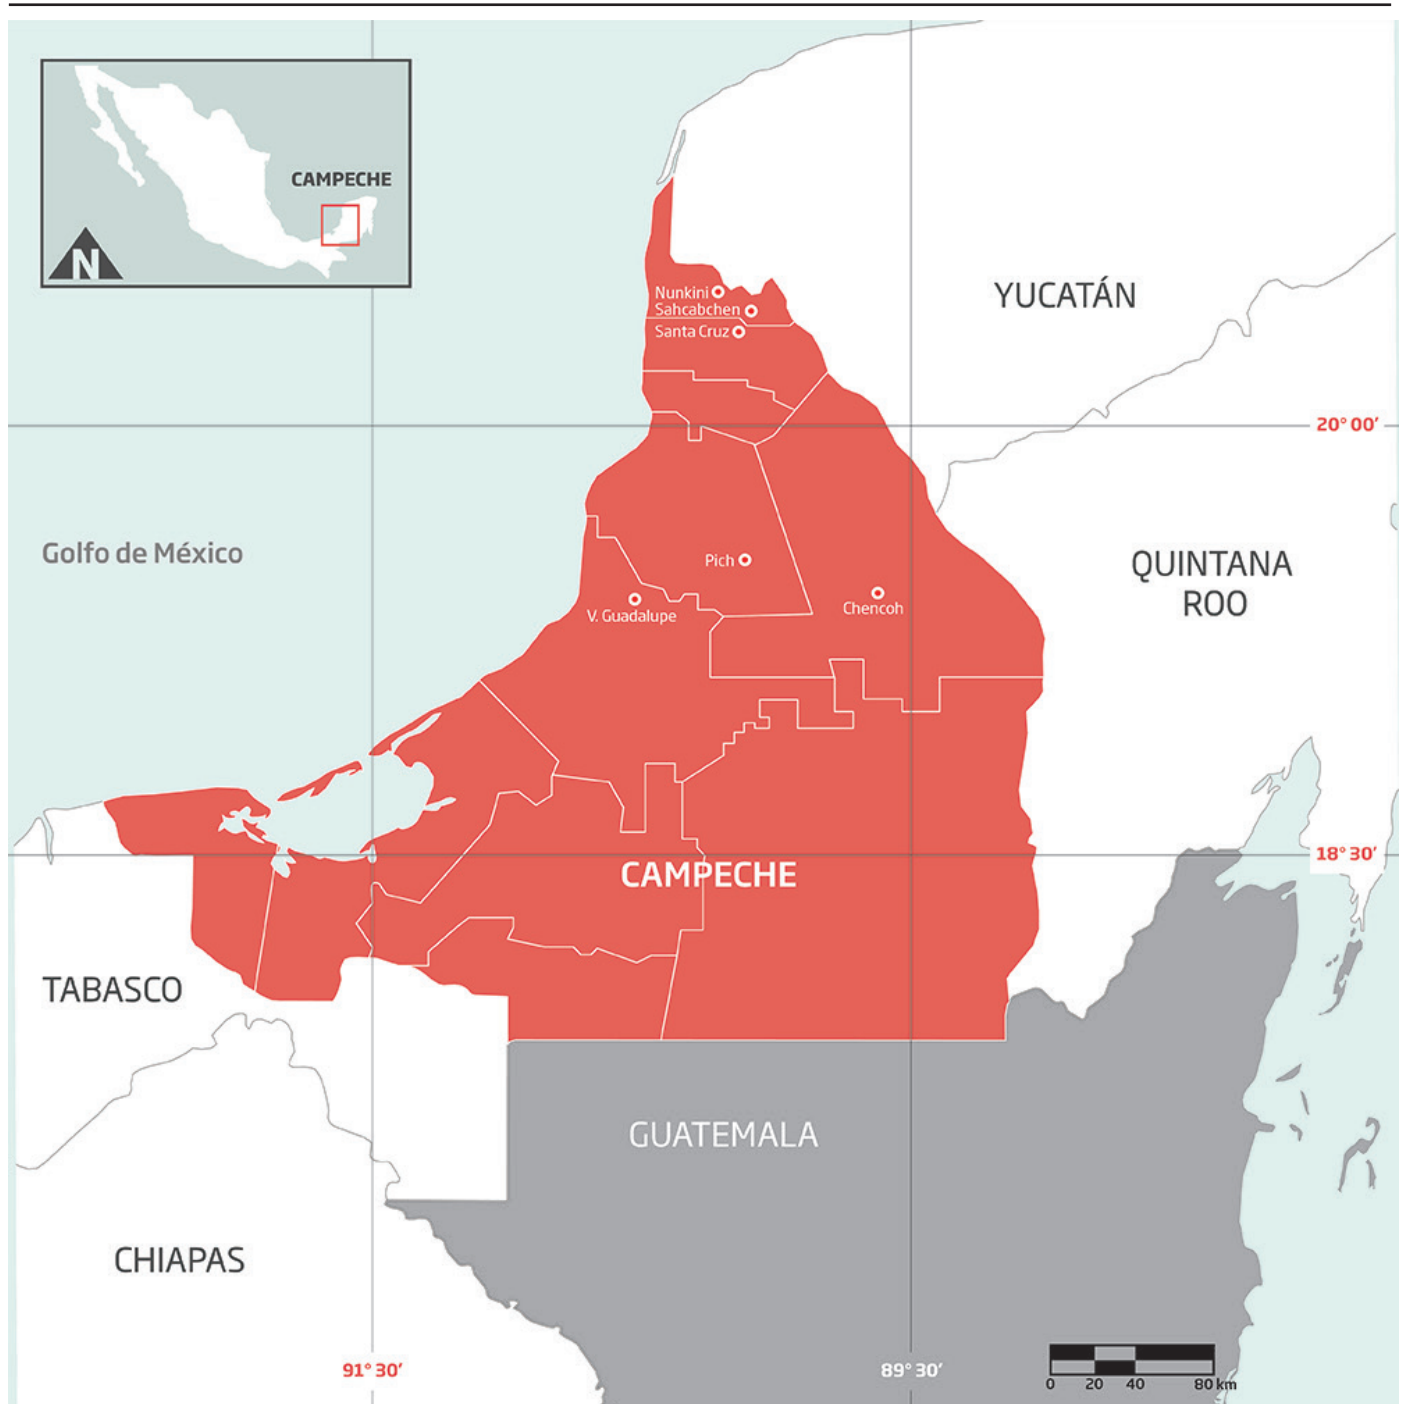 CAMPECHE
N
YUCATÁN
Nunkini
Sahcabchen
Santa Cruz
20° 00’
Golfo de México
Pich
QUINTANA
ROO
Chencoh
V. Guadalupe
18° 30’
CAMPECHE
TABASCO
GUATEMALA
CHIAPAS
91° 30’
89° 30’
0 20 40 80 km